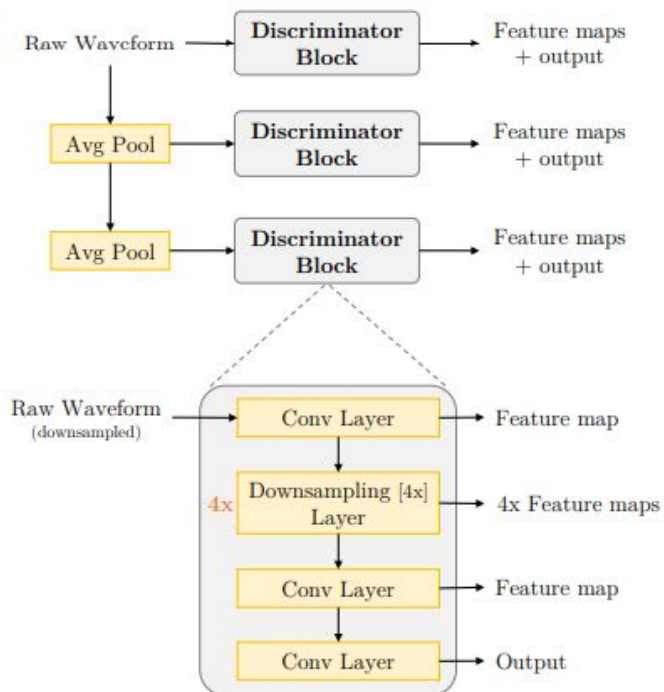 Raw Waveform
Discriminator
Block
Feature maps
+ output
Avg Pool
Discriminator
Block
Feature maps
+ output
Avg Pool
Discriminator
Block
Feature maps
+ output
Raw Waveform
(downsampled)
Conv Layer
Feature map
4x
Downsampling [4x]
Layer
4x Feature maps
Conv Layer
Feature map
Conv Layer
Output